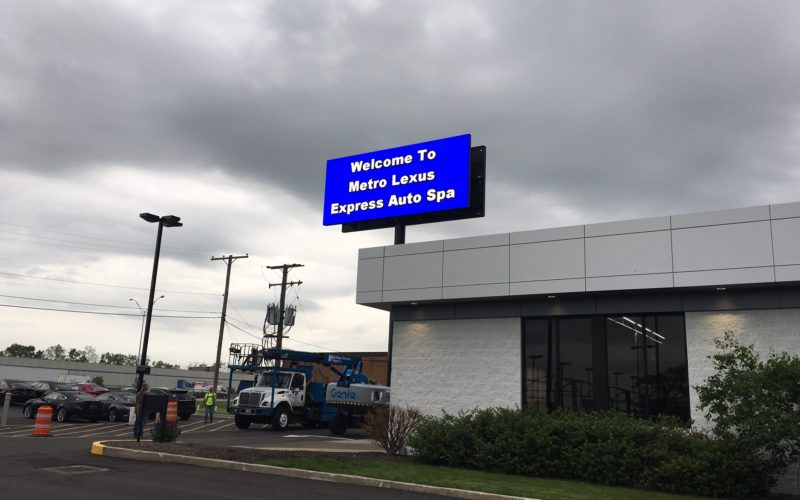 Welcome To
Metro Lexus
Express Auto Spa
Genie